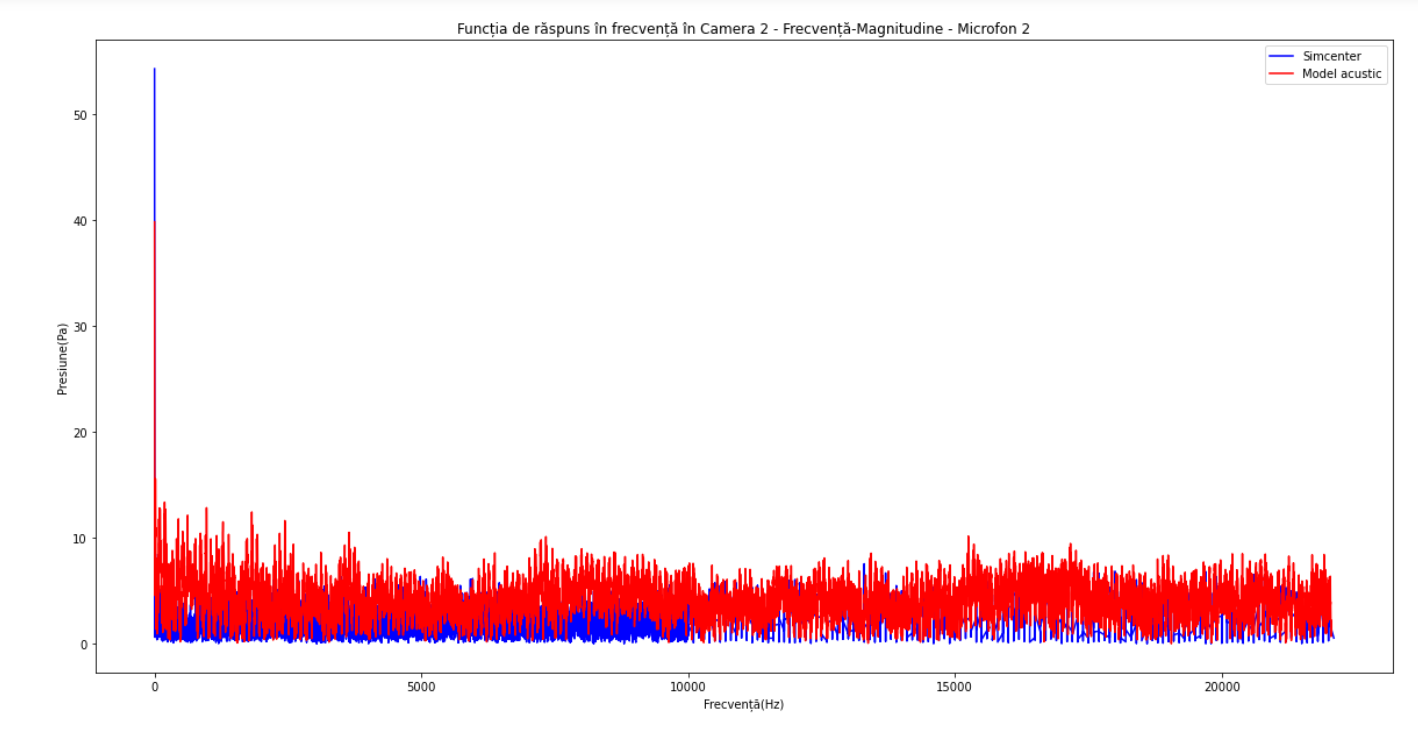 Funcția de răspuns în frecvență în Camera 2 - Frecvență-Magnitudine - Microfon 2
Simcenter
Model acustic
50
40
30
20
10
0
Presiune(Pa)
0 5000 10000 15000 20000
Frecvență(Hz)